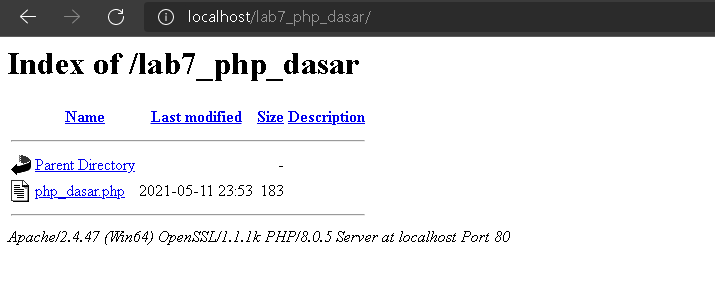 localhost/lab7_php_dasar/
Index of /lab7_php_dasar
Name Last modified Size Description
Parent Directory -
php_dasar.php 2021-05-11 23:53 183
Apache/2.4.47 (Win64) OpenSSL/1.1.1k PHP/8.0.5 Server at localhost Port 80